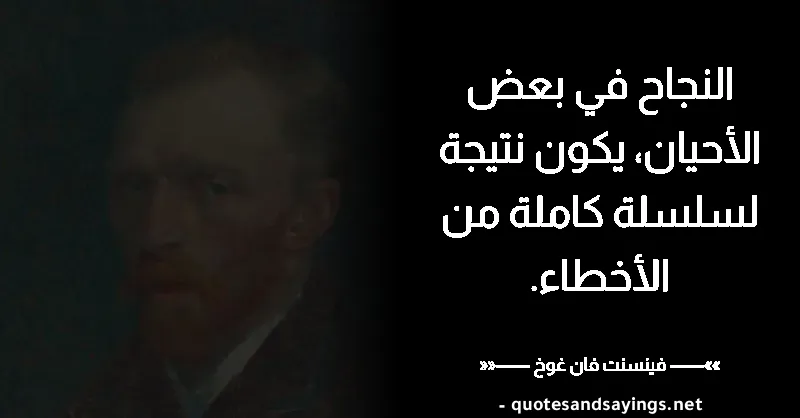 النجاح في بعض
الأحيان، يكون نتيجة
لسلسلة كاملة من
الأخطاء.
»»—— فينسنت فان غوخ ——««
- quotesandsayings.net